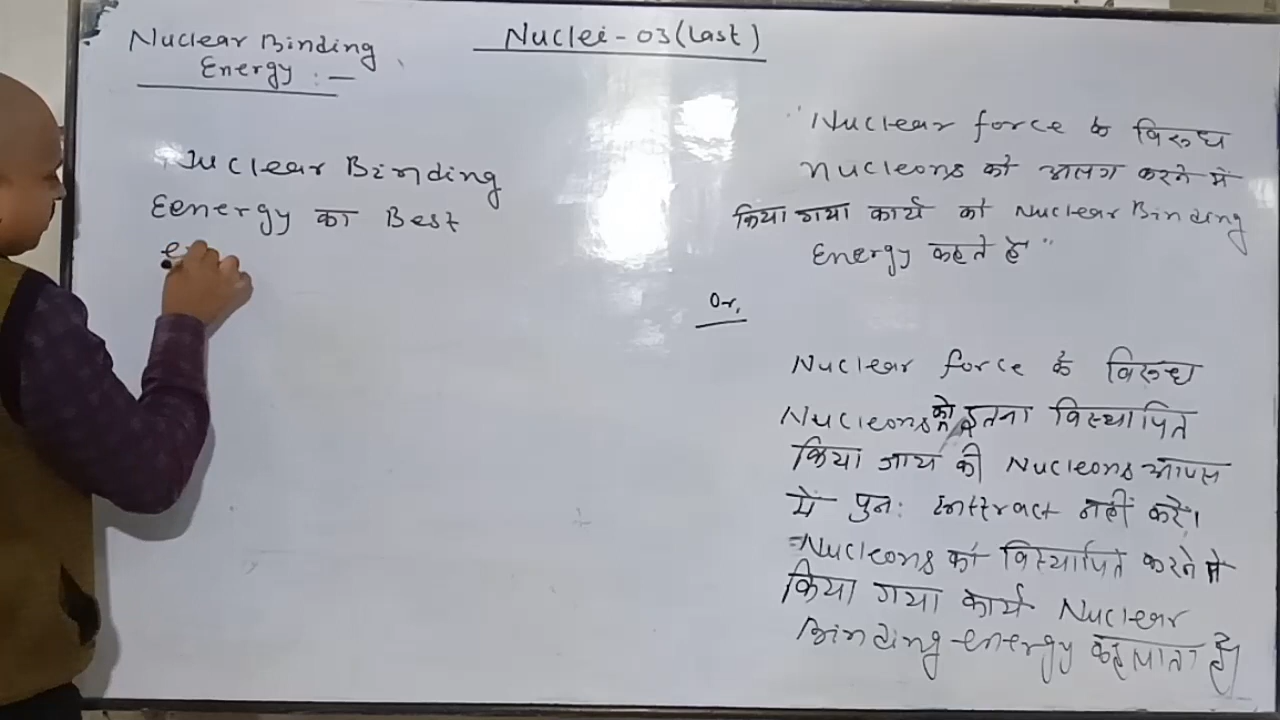 Nuclei-03(Last)
Nuclear Binding
Energy :—
Nuclear Binding
Eenergy का Best
e
"Nuclear force के विरुध
nucleons को अलग करने में
किया गया कार्य को Nuclear Binding
Energy कहते हैं"
Or,
Nuclear force के विरुध
Nucleons को इतना विस्थापित
किया जाय की Nucleons आपस
में पुनः Inttract नहीं करें।
Nucleons को विस्थापित करने में
किया गया कार्य Nuclear
Binding energy कहलाता है।